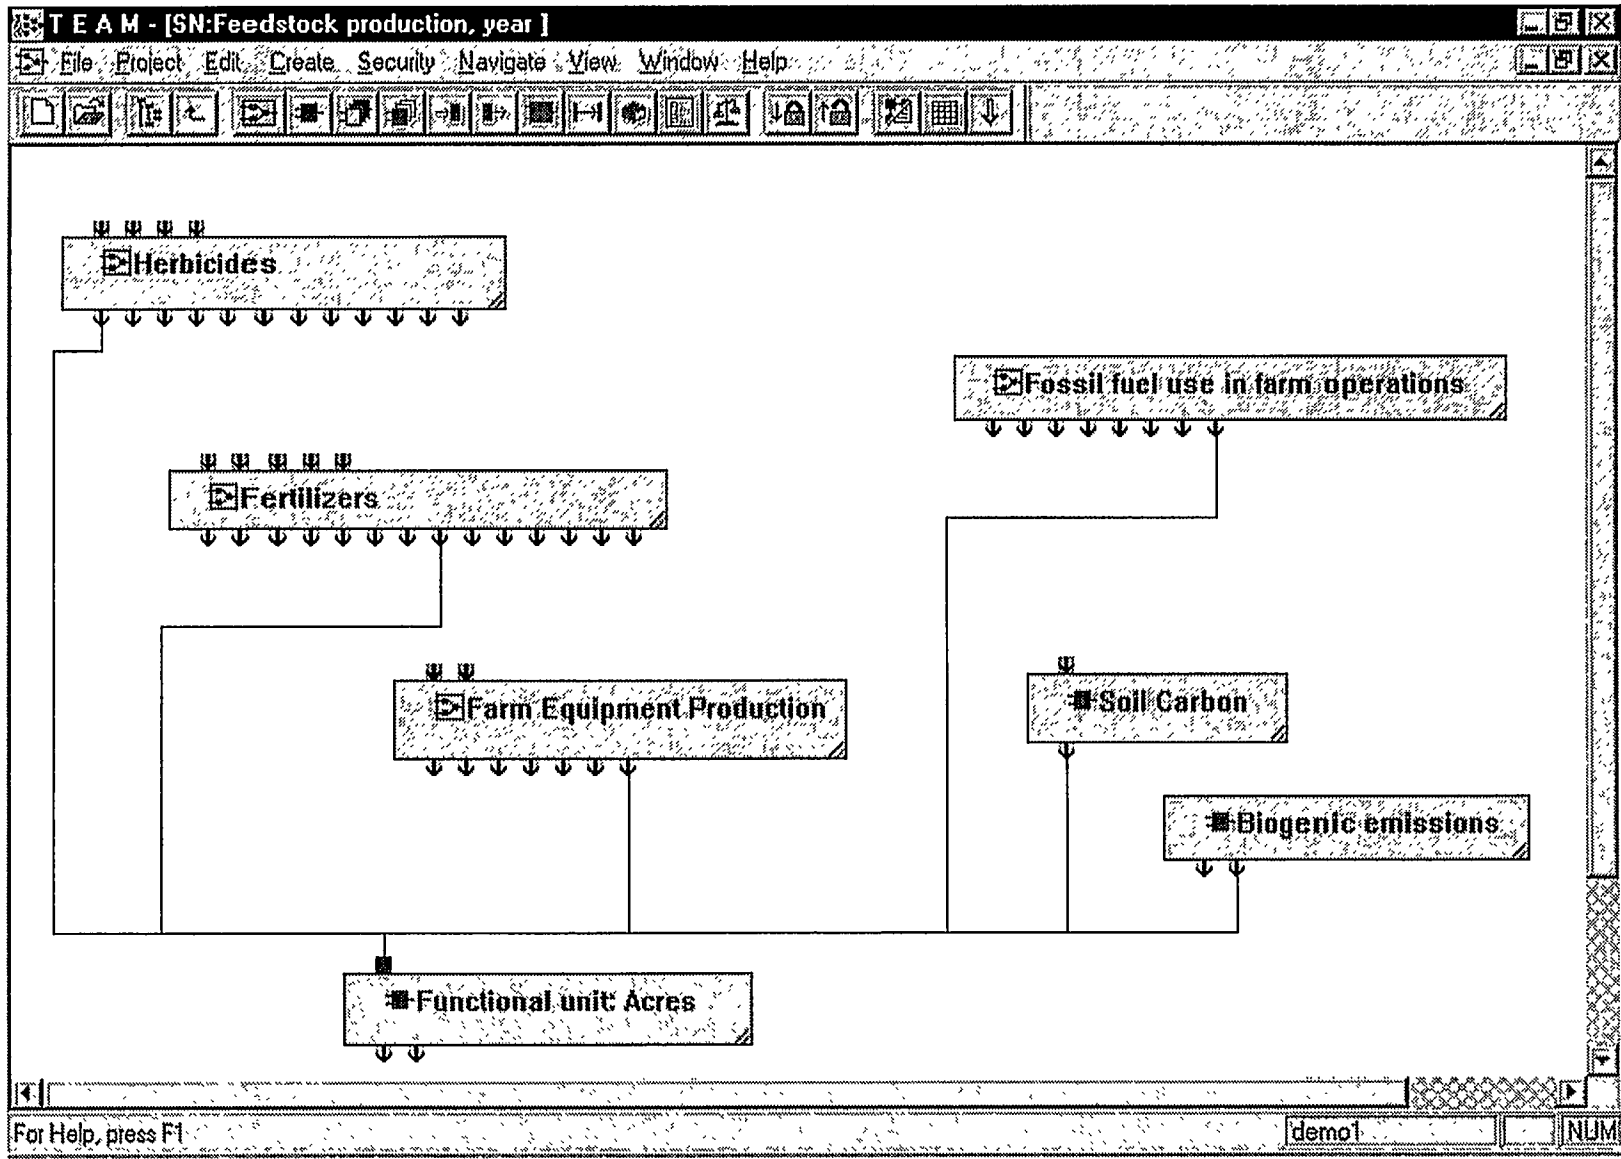 T E A M - [SN:Feedstock production, year ]
File Project Edit Create Security Navigate View Window Help
Herbicides
Fossil fuel use in farm operations
Fertilizers
Farm Equipment Production
Soil Carbon
Biogenic emissions
Functional unit: Acres
For Help, press F1
demo1
NUM